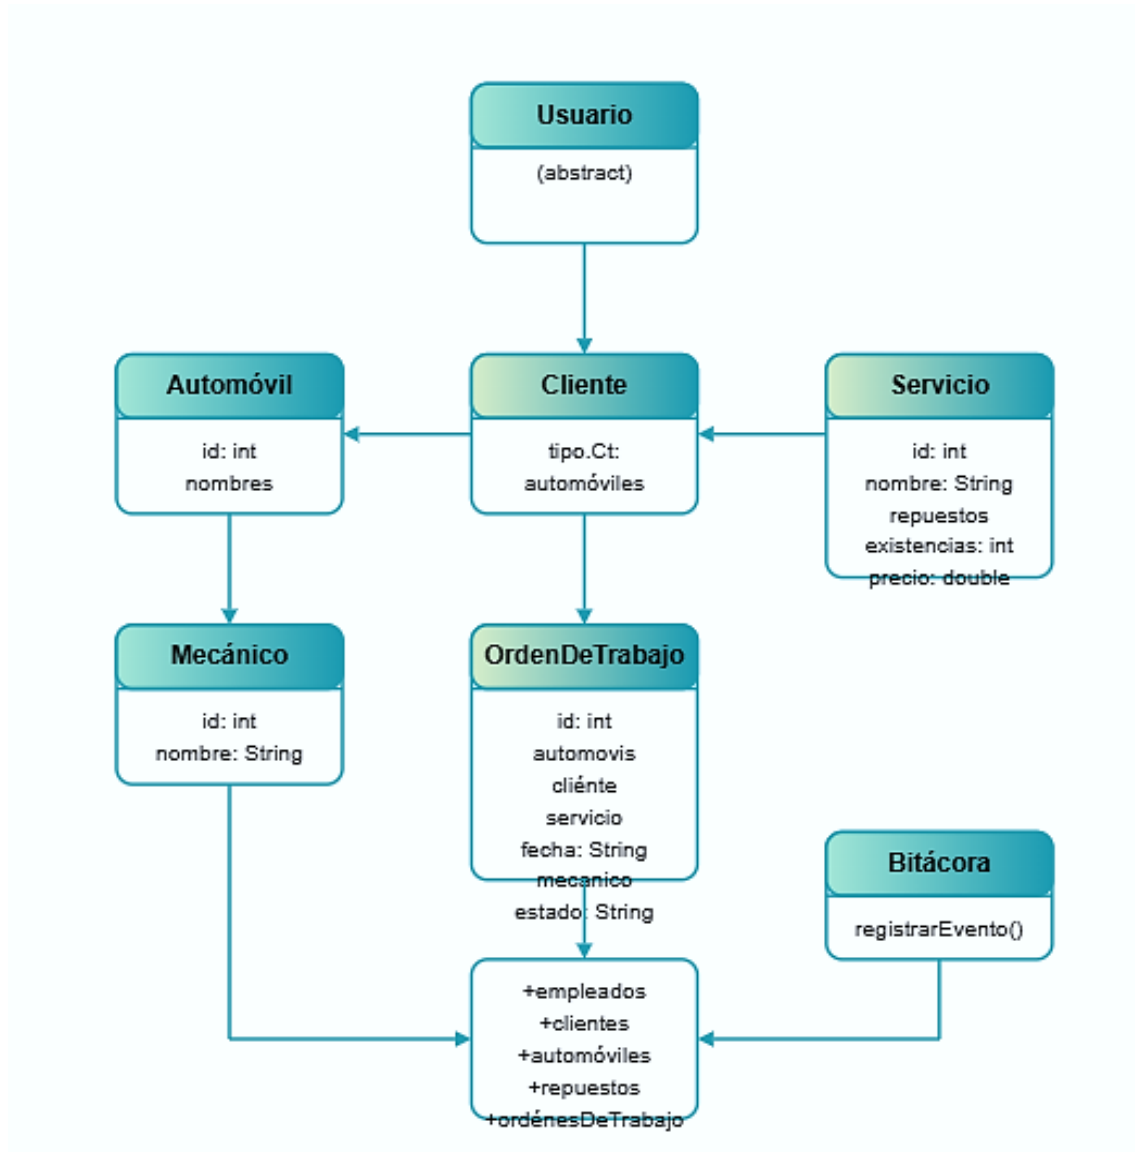 Usuario
(abstract)
Automóvil
id: int
nombres
Cliente
tipo.Ct:
automóviles
Servicio
id: int
nombre: String
repuestos
existencias: int
precio: double
Mecánico
id: int
nombre: String
OrdenDeTrabajo
id: int
automovis
cliénte
servicio
fecha: String
mecanico
estado: String
Bitácora
registrarEvento()
+empleados
+clientes
+automóviles
+repuestos
+ordénesDeTrabajo